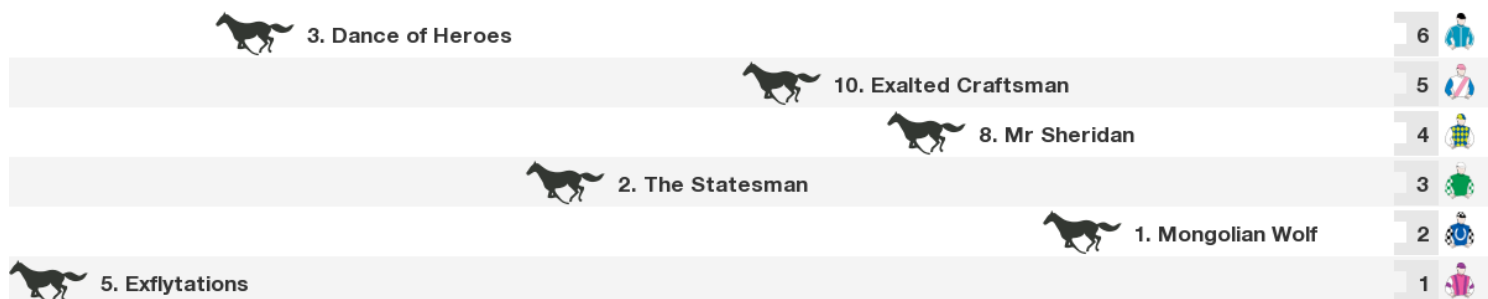 3. Dance of Heroes 6
10. Exalted Craftsman 5
8. Mr Sheridan 4
2. The Statesman 3
1. Mongolian Wolf 2
5. Exflytations 1